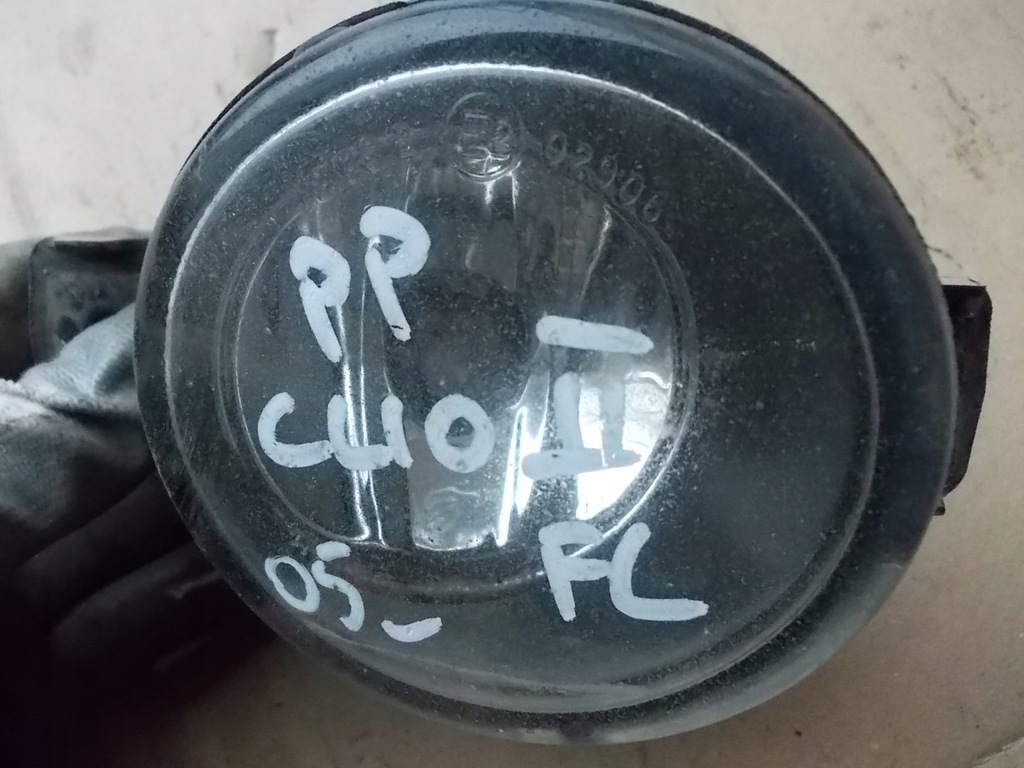 PP
CLIO II
05_ FL